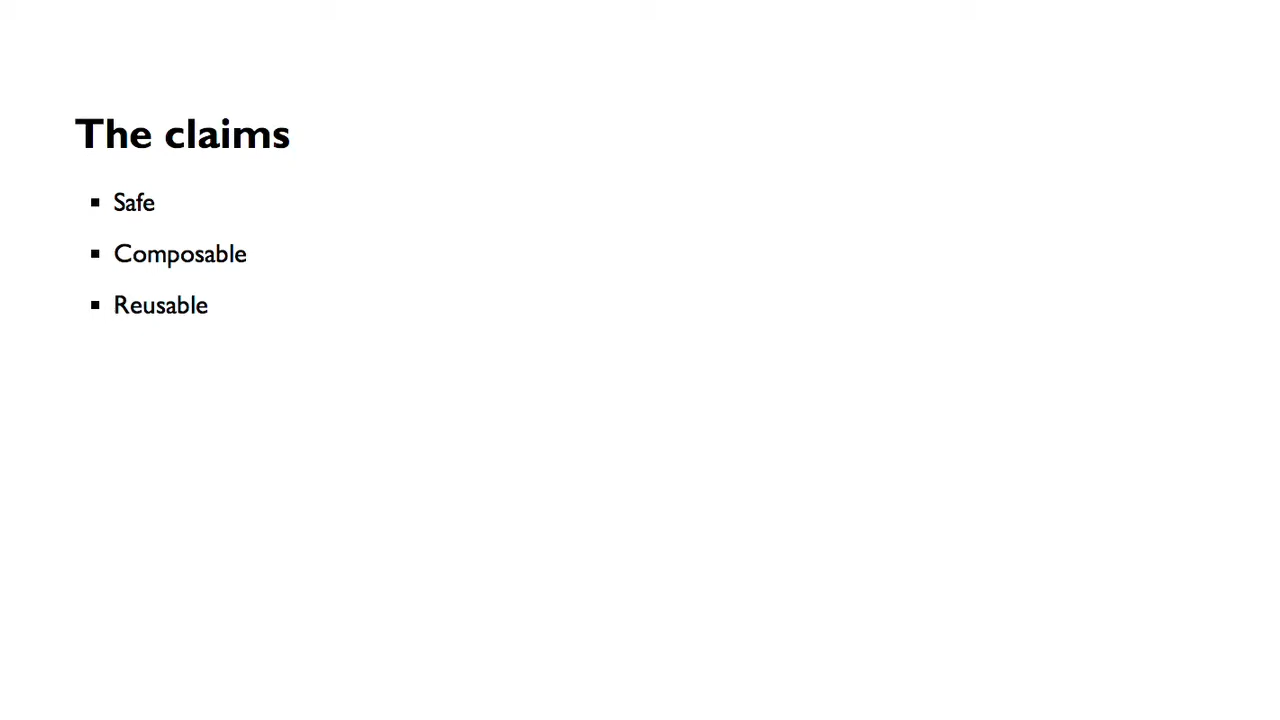 The claims
▪ Safe
▪ Composable
▪ Reusable